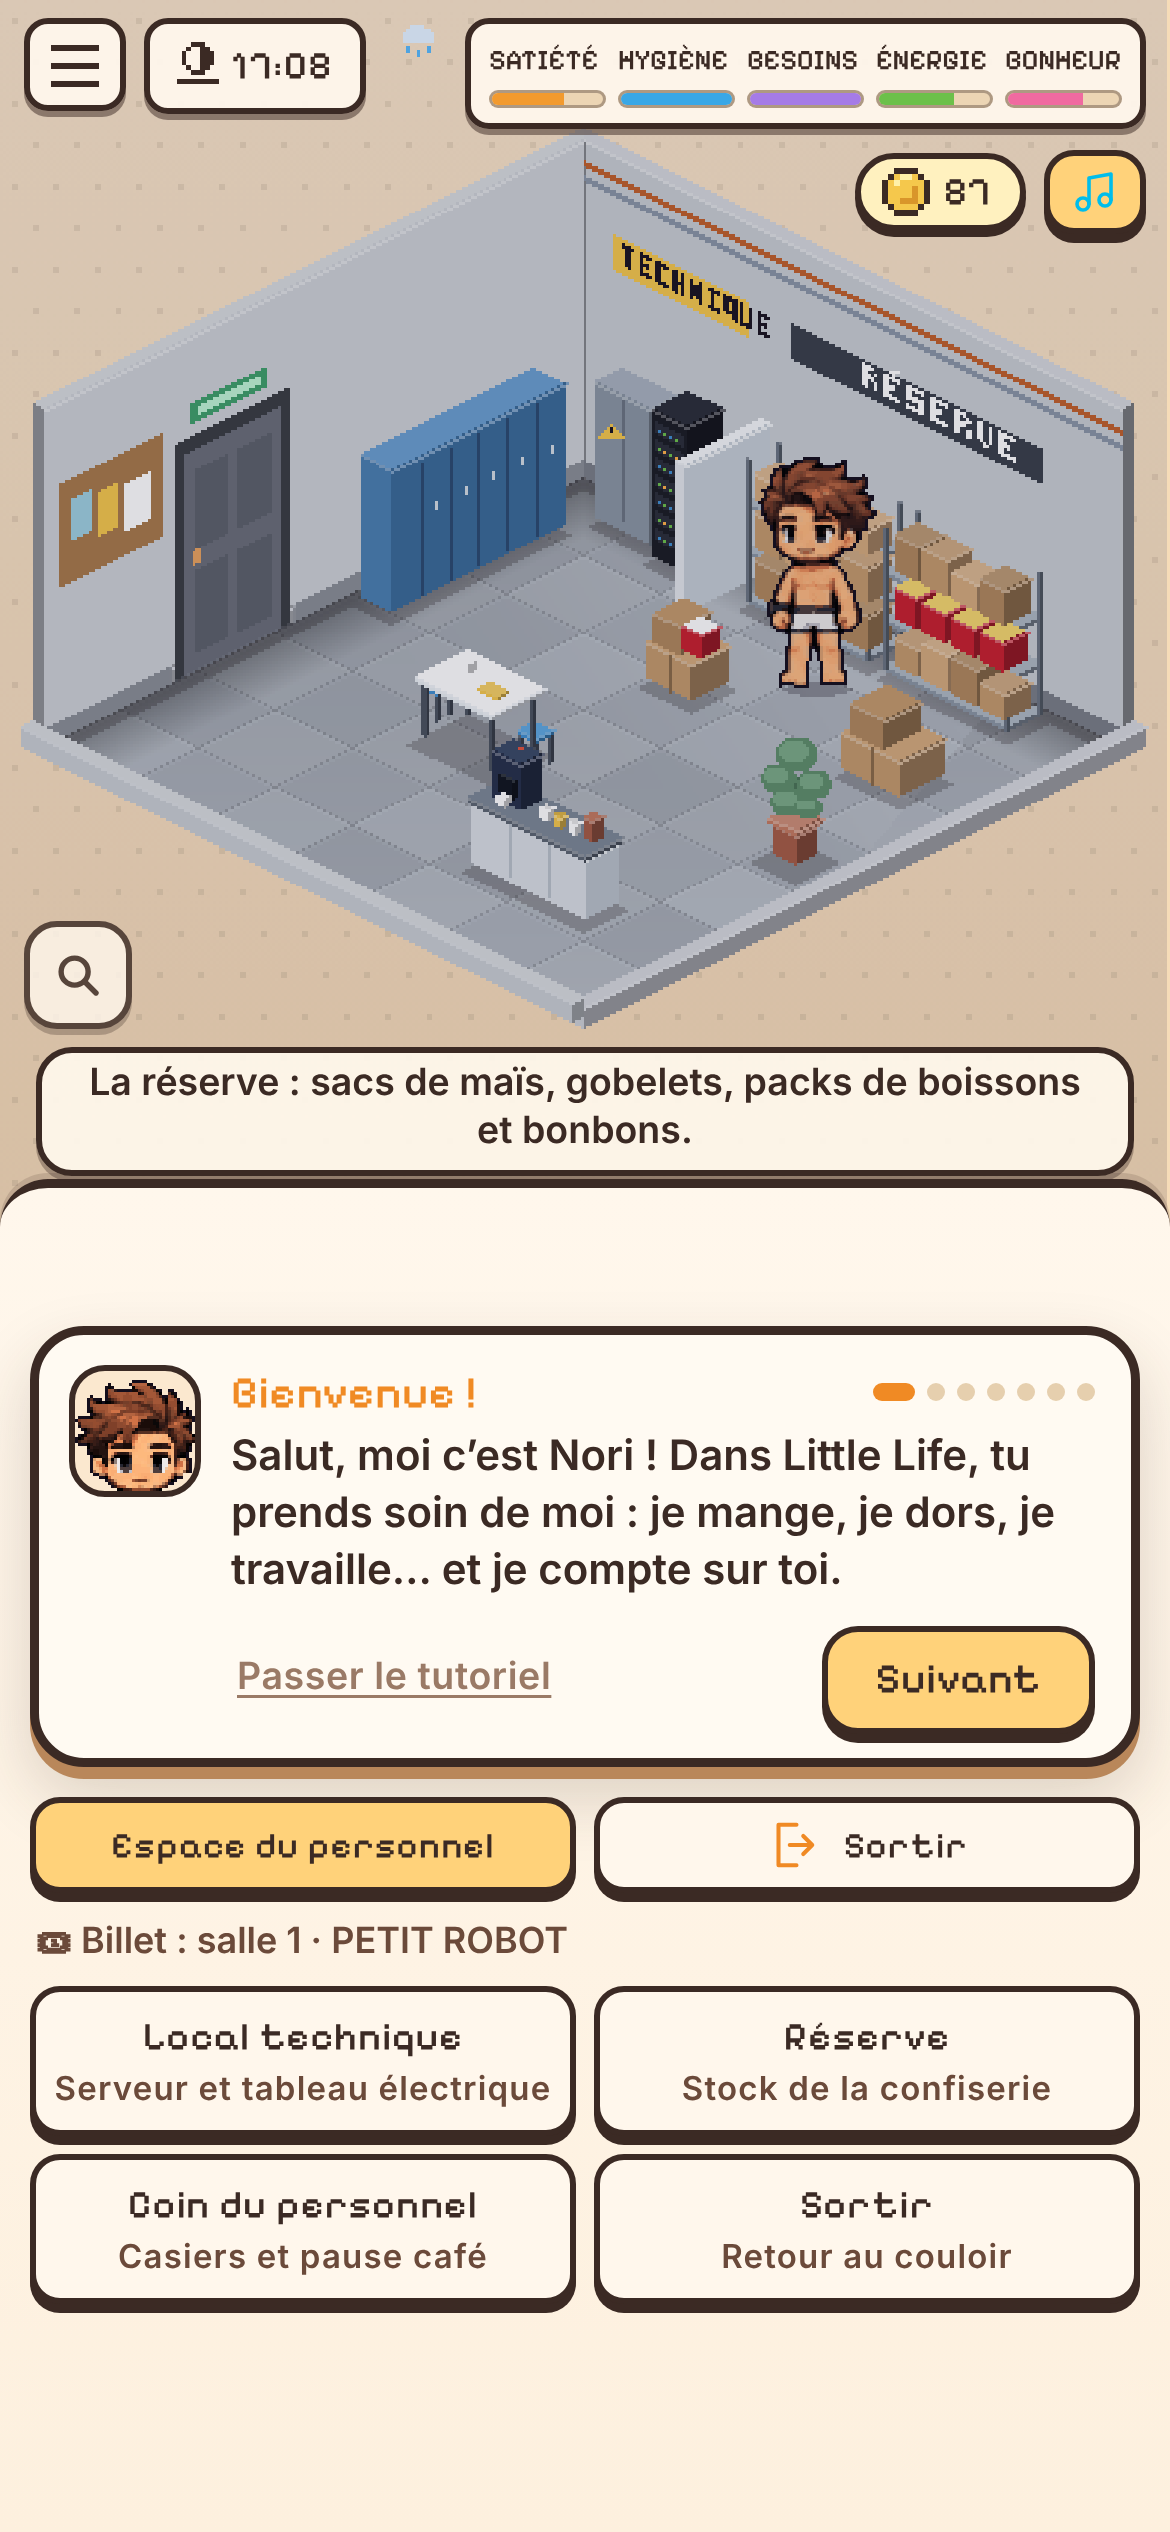 17:08
SATIÉTÉ HYGIÈNE BESOINS ÉNERGIE BONHEUR
87
TECHNIQUE
RÉSERVE
La réserve : sacs de maïs, gobelets, packs de boissons
et bonbons.
Bienvenue !
Salut, moi c’est Nori ! Dans Little Life, tu
prends soin de moi : je mange, je dors, je
travaille… et je compte sur toi.
Passer le tutoriel
Suivant
Espace du personnel
Sortir
Billet : salle 1 · PETIT ROBOT
Local technique
Serveur et tableau électrique
Réserve
Stock de la confiserie
Coin du personnel
Casiers et pause café
Sortir
Retour au couloir